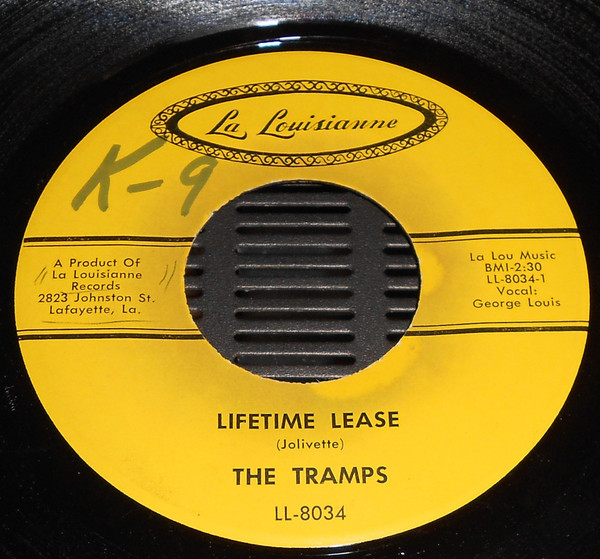 La Louisianne
K-9
A Product Of
La Louisianne
Records
2823 Johnston St.
Lafayette, La.
La Lou Music
BMI-2:30
LL-8034-1
Vocal:
George Louis
LIFETIME LEASE
(Jolivette)
THE TRAMPS
LL-8034